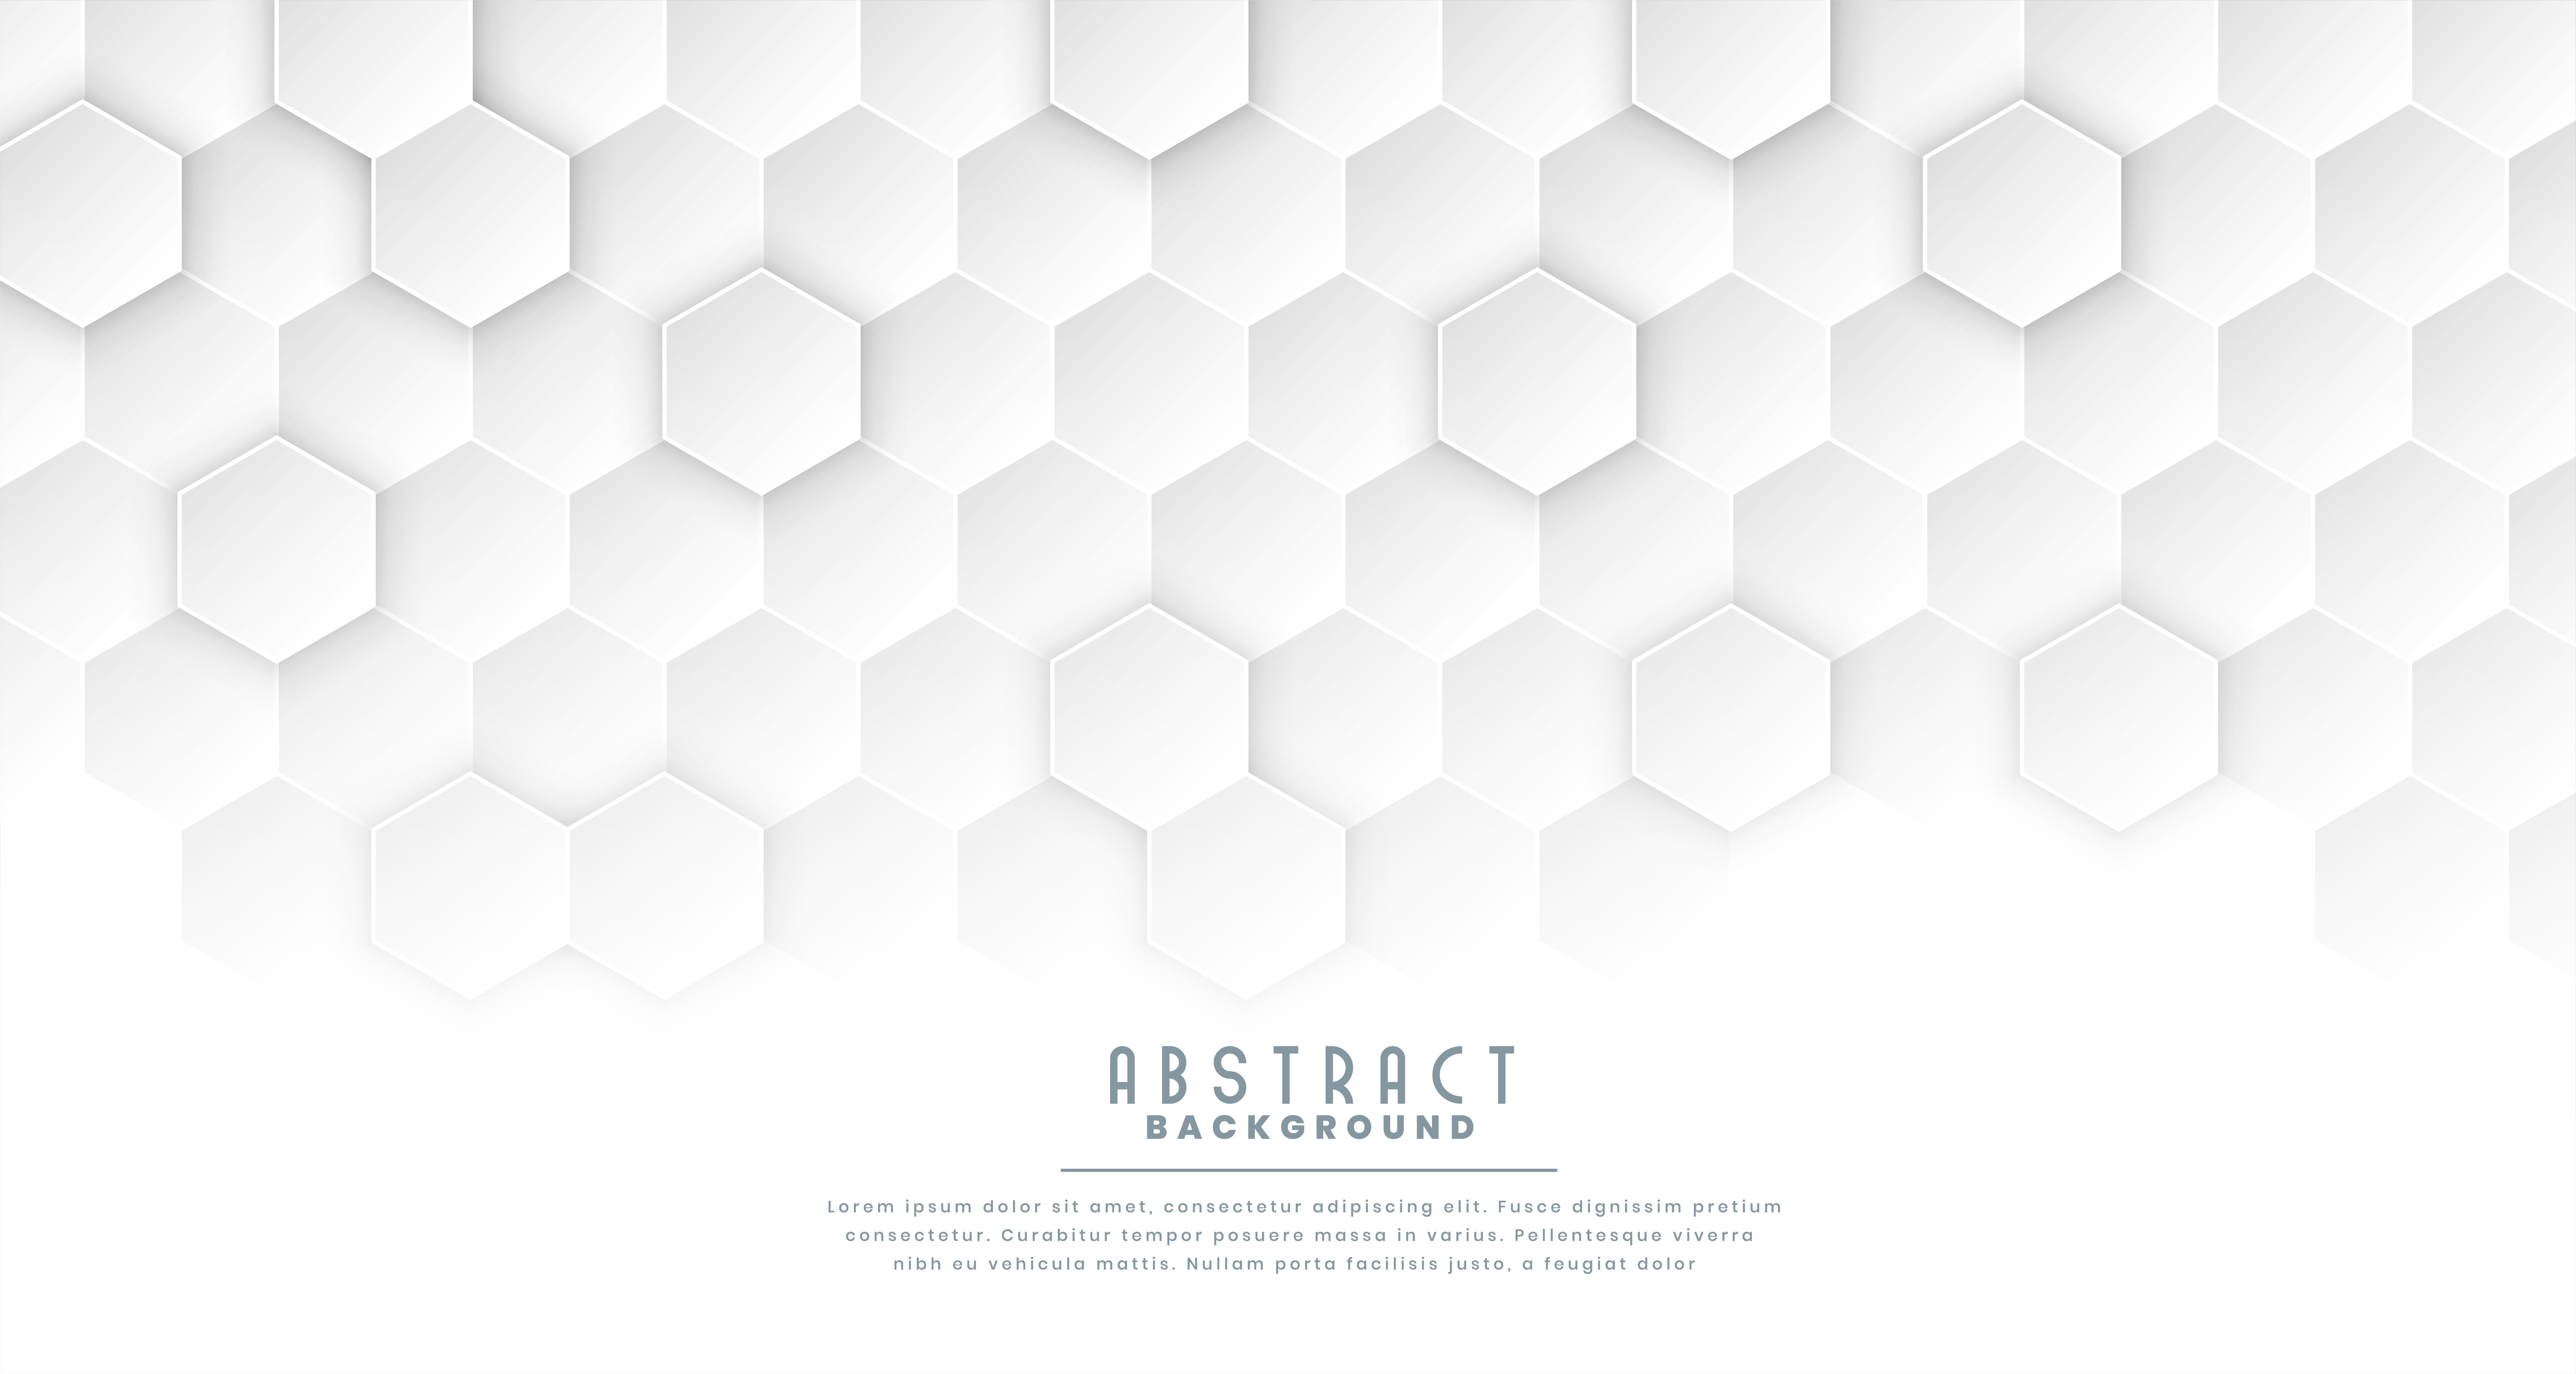 ABSTRACT
BACKGROUND
Lorem ipsum dolor sit amet, consectetur adipiscing elit. Fusce dignissim pretium
consectetur. Curabitur tempor posuere massa in varius. Pellentesque viverra
nibh eu vehicula mattis. Nullam porta facilisis justo, a feugiat dolor